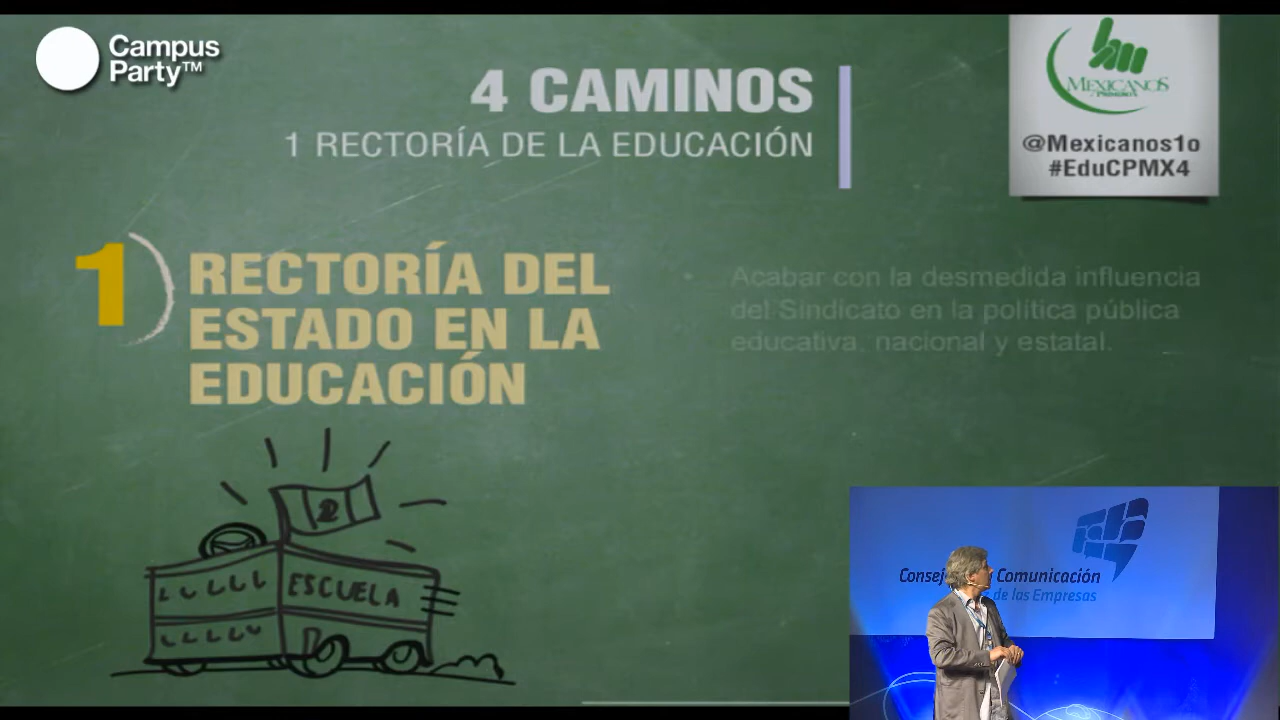 Campus
Party™
4 CAMINOS
1 RECTORÍA DE LA EDUCACIÓN
MEXICANOS
PRIMERO
@Mexicanos1o
#EduCPMX4
1)
RECTORÍA DEL
ESTADO EN LA
EDUCACIÓN
Acabar con la desmedida influencia
del Sindicato en la política pública
educativa, nacional y estatal.
2
ESCUELA
Comunicación
de las Empresas